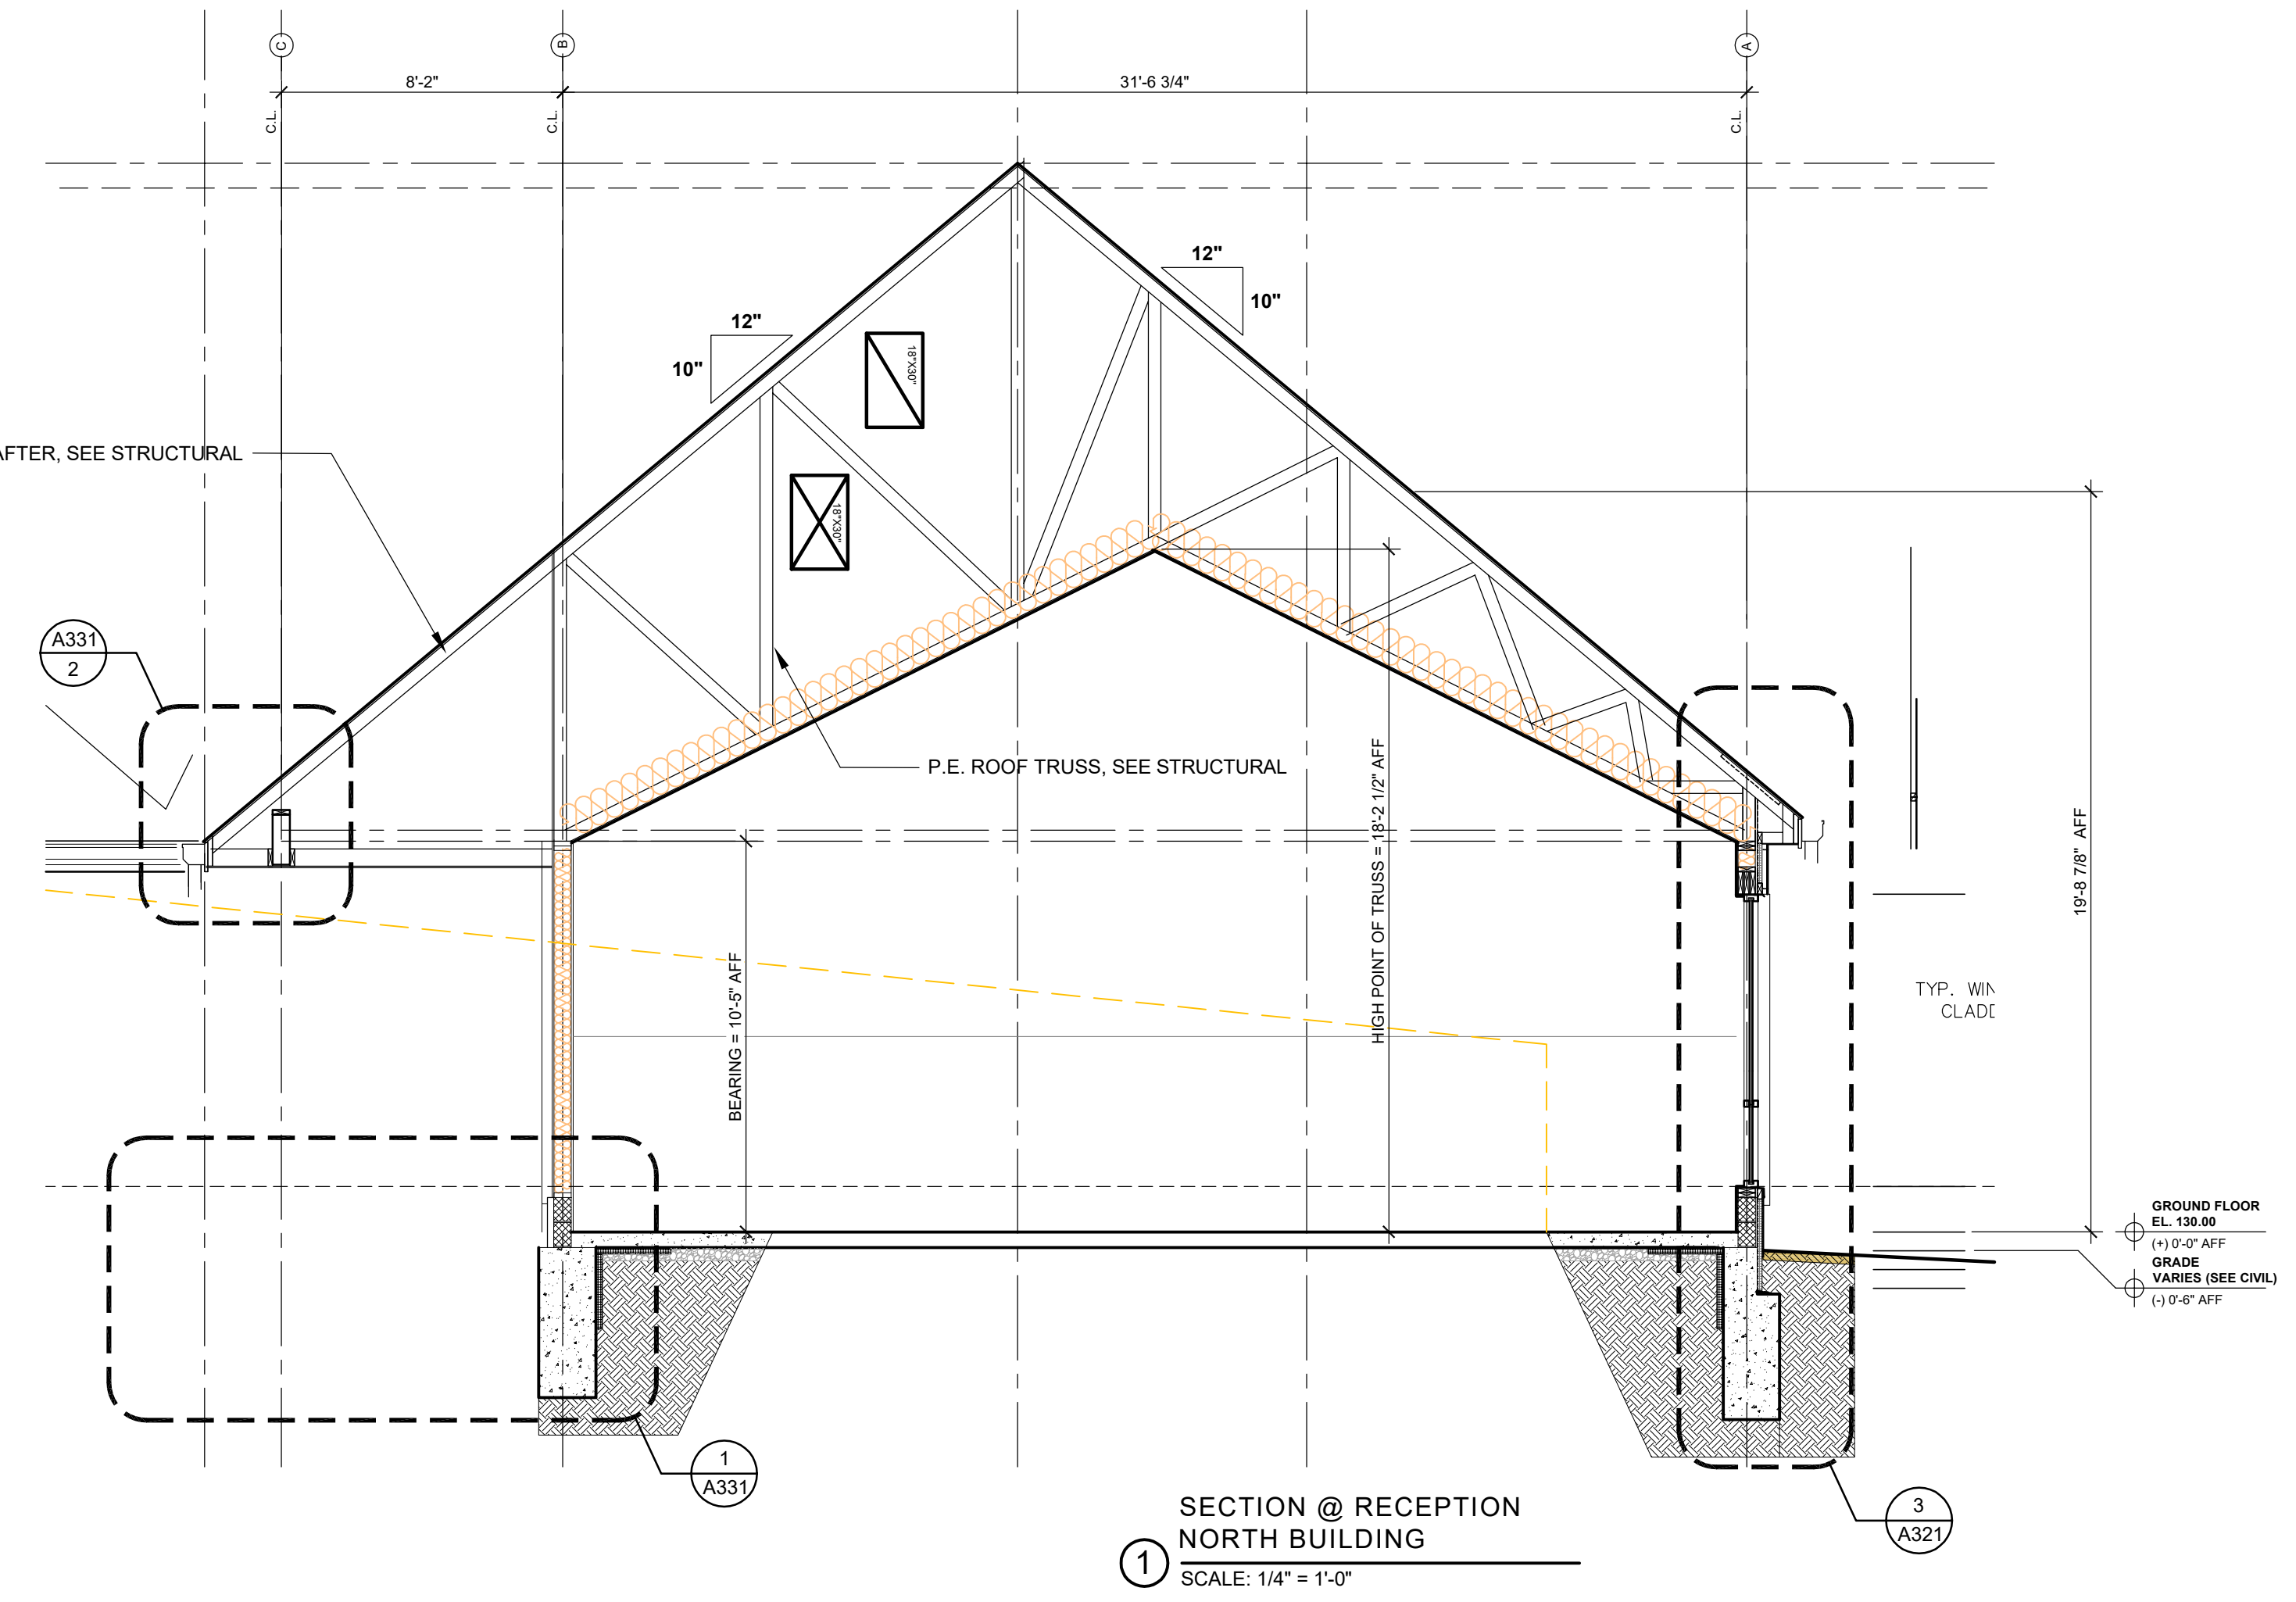 C
B
A
8'-2"
31'-6 3/4"
C.L.
C.L.
C.L.
12"
10"
12"
10"
18"X30"
18"X30"
AFTER, SEE STRUCTURAL
A331
2
P.E. ROOF TRUSS, SEE STRUCTURAL
BEARING = 10'-5" AFF
HIGH POINT OF TRUSS = 18'-2 1/2" AFF
19'-8 7/8" AFF
TYP. WIN
CLADD
GROUND FLOOR
EL. 130.00
(+) 0'-0" AFF
GRADE
VARIES (SEE CIVIL)
(-) 0'-6" AFF
1
A331
3
A321
SECTION @ RECEPTION
NORTH BUILDING
1
SCALE: 1/4" = 1'-0"